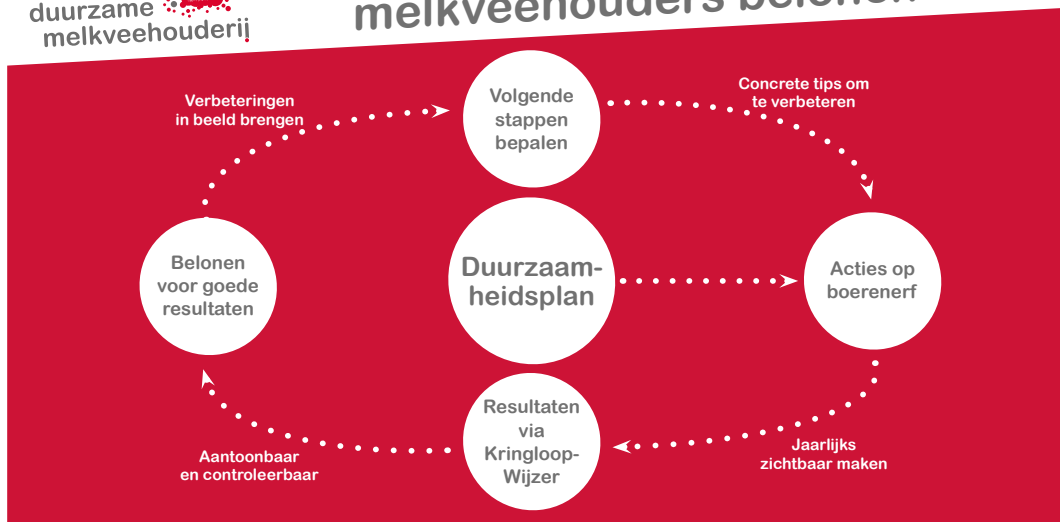 duurzame
melkveehouderij
melkveehouders belonen
Verbeteringen
in beeld brengen
Volgende
stappen
bepalen
Concrete tips om
te verbeteren
Belonen
voor goede
resultaten
Duurzaam-
heidsplan
Acties op
boerenerf
Resultaten
via
Kringloop-
Wijzer
Aantoonbaar
en controleerbaar
Jaarlijks
zichtbaar maken